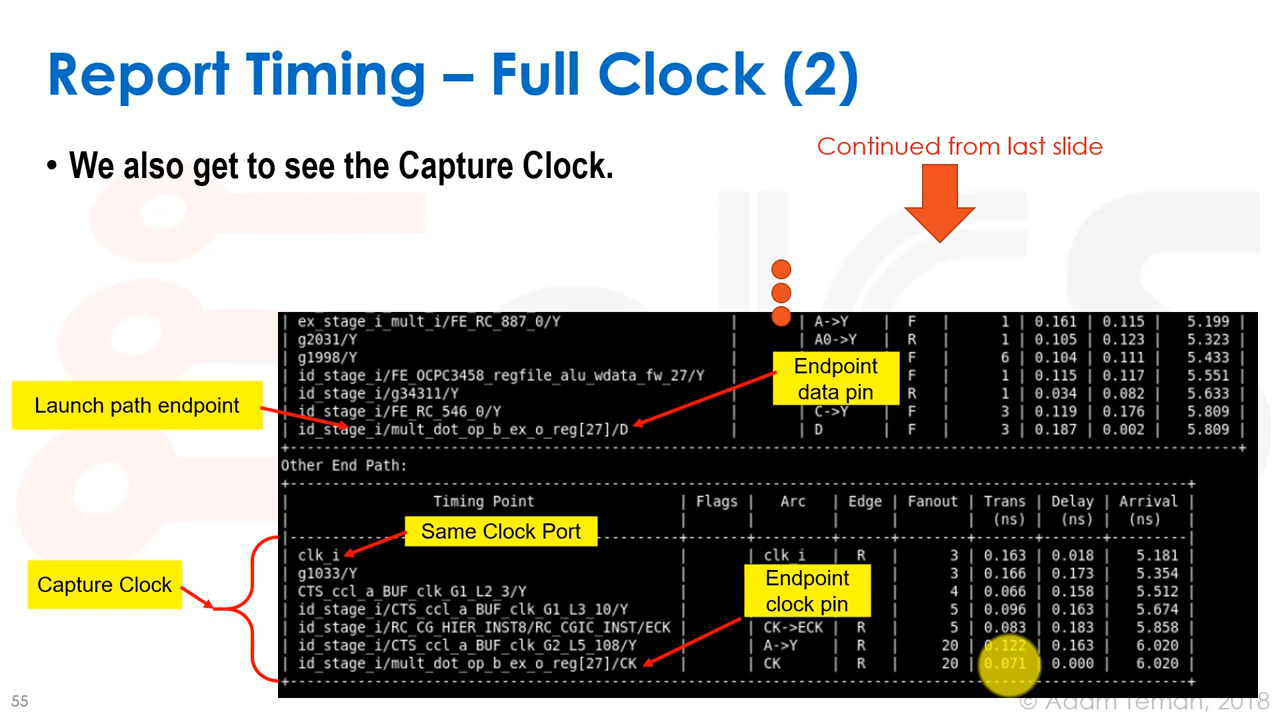 Report Timing – Full Clock (2)
• We also get to see the Capture Clock.
Continued from last slide
ex_stage_i_mult_i/FE_RC_887_0/Y | | A->Y | F | 1 | 0.161 | 0.115 | 5.199
g2031/Y | | A0->Y | R | 1 | 0.105 | 0.123 | 5.323
g1998/Y | F | 6 | 0.104 | 0.111 | 5.433
id_stage_i/FE_OCPC3458_regfile_alu_wdata_fw_27/Y | F | 1 | 0.115 | 0.117 | 5.551
id_stage_i/g34311/Y | R | 1 | 0.034 | 0.082 | 5.633
id_stage_i/FE_RC_546_0/Y | | C->Y | F | 3 | 0.119 | 0.176 | 5.809
id_stage_i/mult_dot_op_b_ex_o_reg[27]/D | | D | F | 3 | 0.187 | 0.002 | 5.809
Endpoint
data pin
Launch path endpoint
Other End Path:
Timing Point | Flags | Arc | Edge | Fanout | Trans | Delay | Arrival
(ns) | (ns) | (ns)
Same Clock Port
clk_i | | clk_i | R | 3 | 0.163 | 0.018 | 5.181
g1033/Y | 3 | 0.166 | 0.173 | 5.354
CTS_ccl_a_BUF_clk_G1_L2_3/Y | 4 | 0.066 | 0.158 | 5.512
id_stage_i/CTS_ccl_a_BUF_clk_G1_L3_10/Y | 5 | 0.096 | 0.163 | 5.674
id_stage_i/RC_CG_HIER_INST8/RC_CGIC_INST/ECK | | CK->ECK | R | 5 | 0.083 | 0.183 | 5.858
id_stage_i/CTS_ccl_a_BUF_clk_G2_L5_108/Y | | A->Y | R | 20 | 0.122 | 0.163 | 6.020
id_stage_i/mult_dot_op_b_ex_o_reg[27]/CK | | CK | R | 20 | 0.071 | 0.000 | 6.020
Endpoint
clock pin
Capture Clock
55
© Adam Teman, 2018